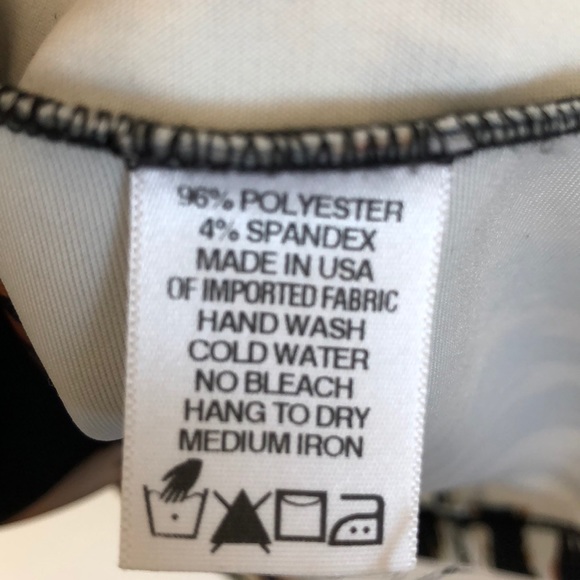 96% POLYESTER
4% SPANDEX
MADE IN USA
OF IMPORTED FABRIC
HAND WASH
COLD WATER
NO BLEACH
HANG TO DRY
MEDIUM IRON